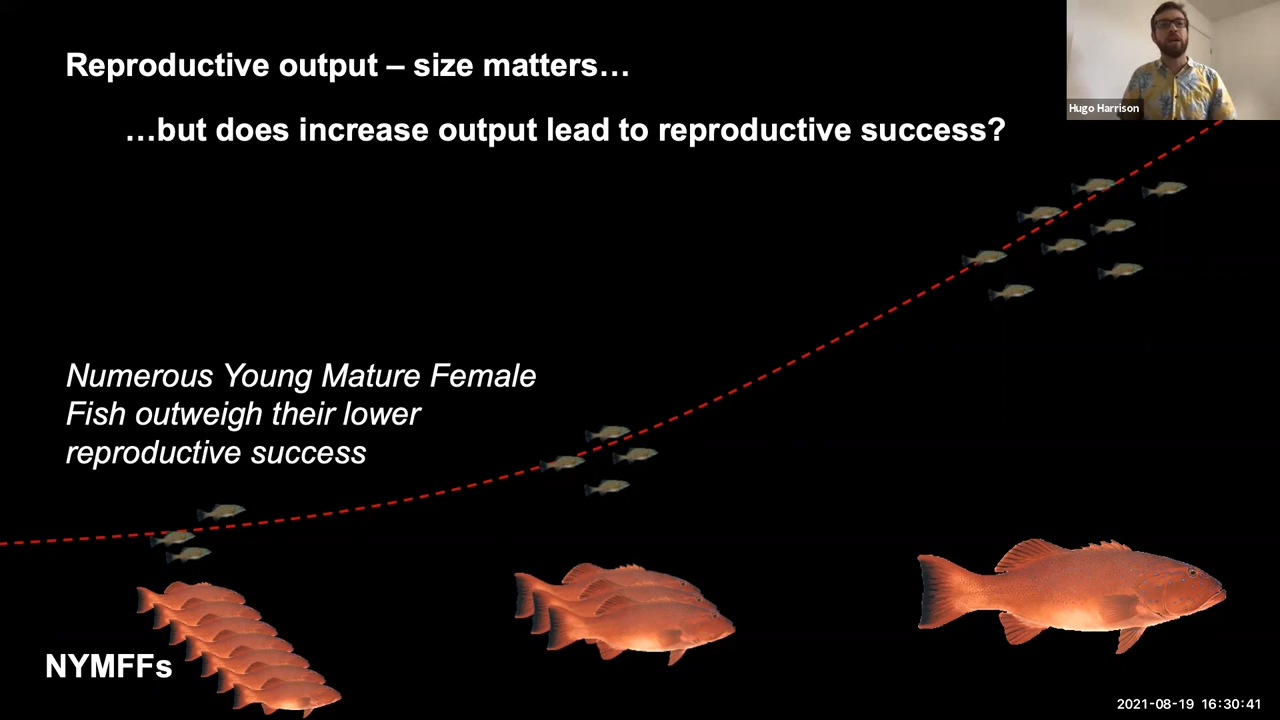 Reproductive output – size matters…
…but does increase output lead to reproductive success?
Hugo Harrison
Numerous Young Mature Female
Fish outweigh their lower
reproductive success
NYMFFs
2021-08-19 16:30:41